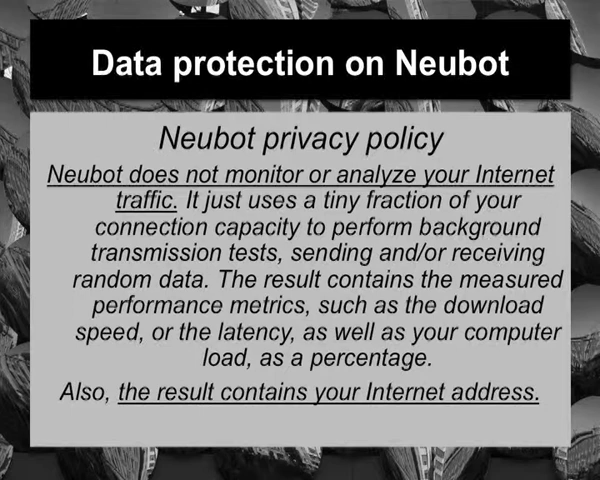 Data protection on Neubot
Neubot privacy policy
Neubot does not monitor or analyze your Internet
traffic. It just uses a tiny fraction of your
connection capacity to perform background
transmission tests, sending and/or receiving
random data. The result contains the measured
performance metrics, such as the download
speed, or the latency, as well as your computer
load, as a percentage.
Also, the result contains your Internet address.